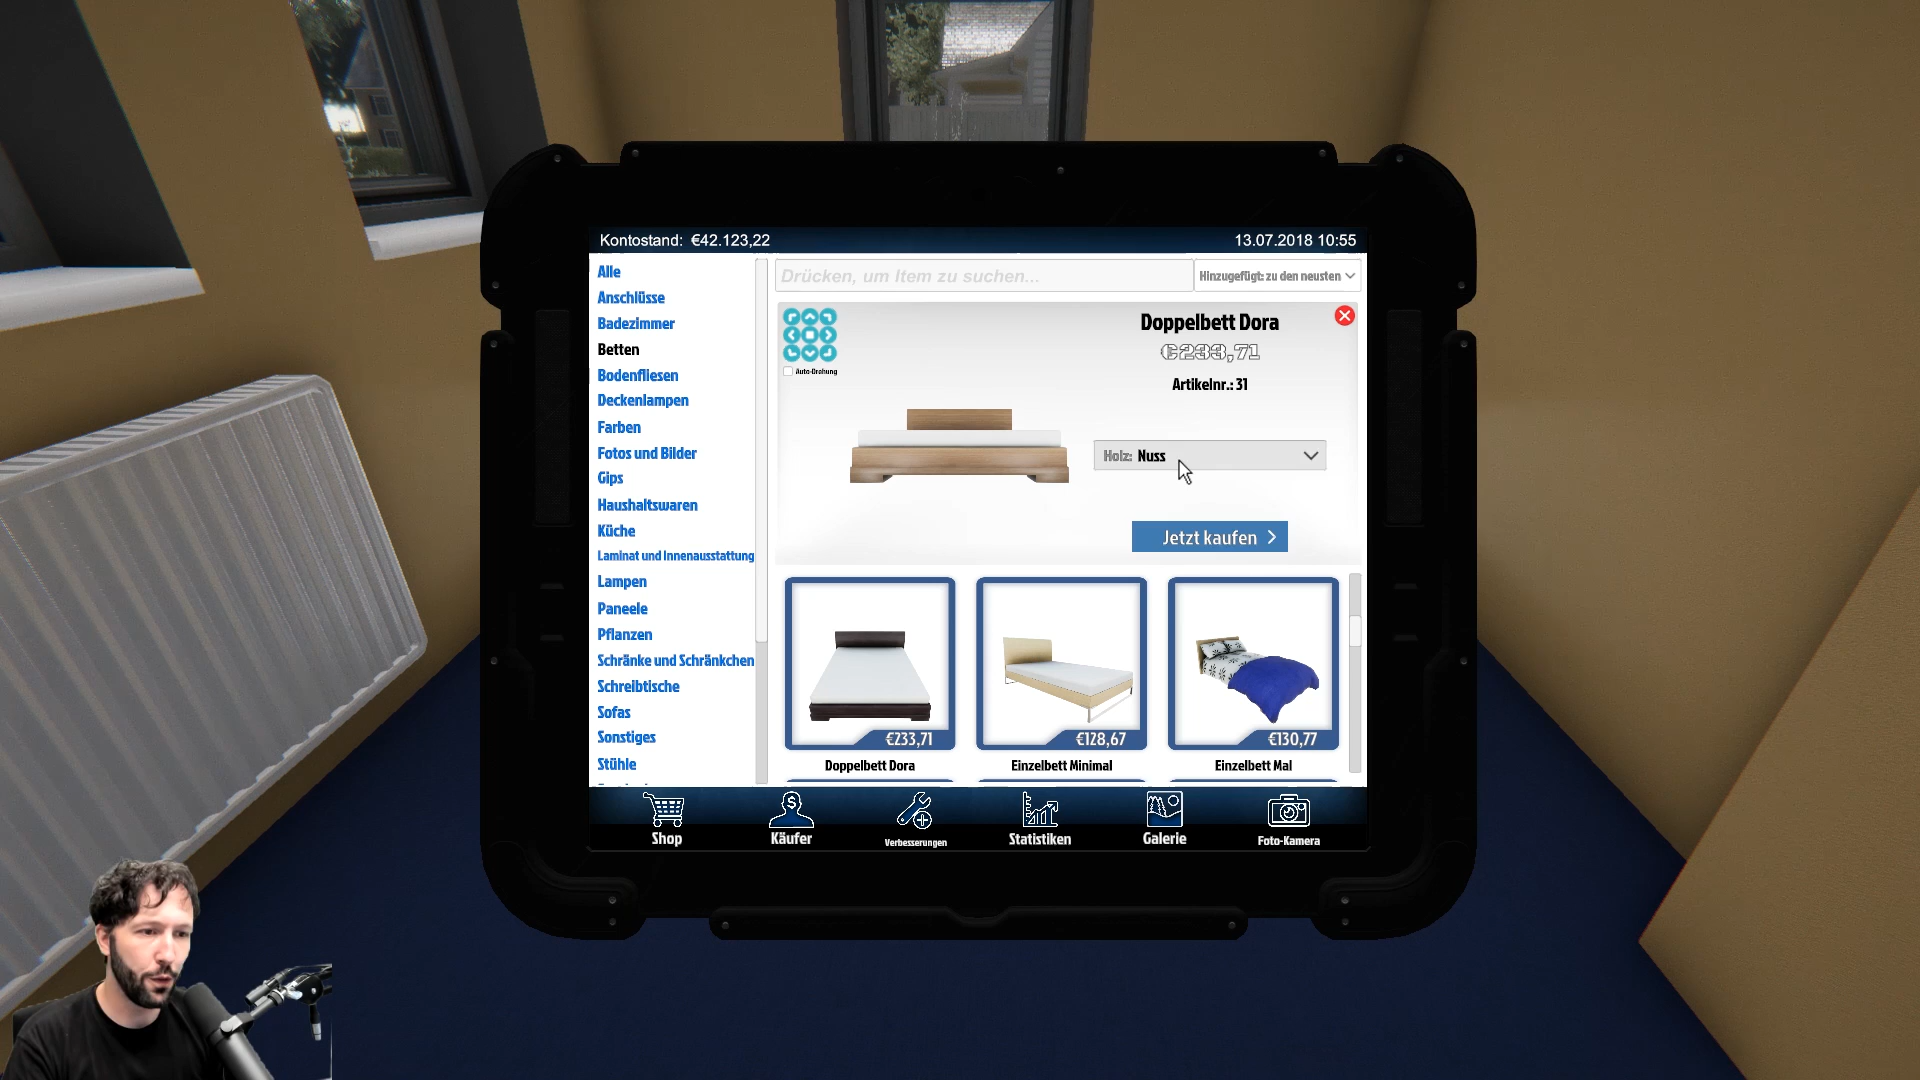 Kontostand: €42.123,22
13.07.2018 10:55
Alle
Anschlüsse
Badezimmer
Betten
Bodenfliesen
Deckenlampen
Farben
Fotos und Bilder
Gips
Haushaltswaren
Küche
Laminat und Innenausstattung
Lampen
Paneele
Pflanzen
Schränke und Schränkchen
Schreibtische
Sofas
Sonstiges
Stühle
Drücken, um Item zu suchen...
Hinzugefügt: zu den neusten
Auto-Drehung
Doppelbett Dora
€233,71
Artikelnr.: 31
Holz: Nuss
Jetzt kaufen
€233,71
€128,67
€130,77
Doppelbett Dora
Einzelbett Minimal
Einzelbett Mal
Shop
Käufer
Verbesserungen
Statistiken
Galerie
Foto-Kamera